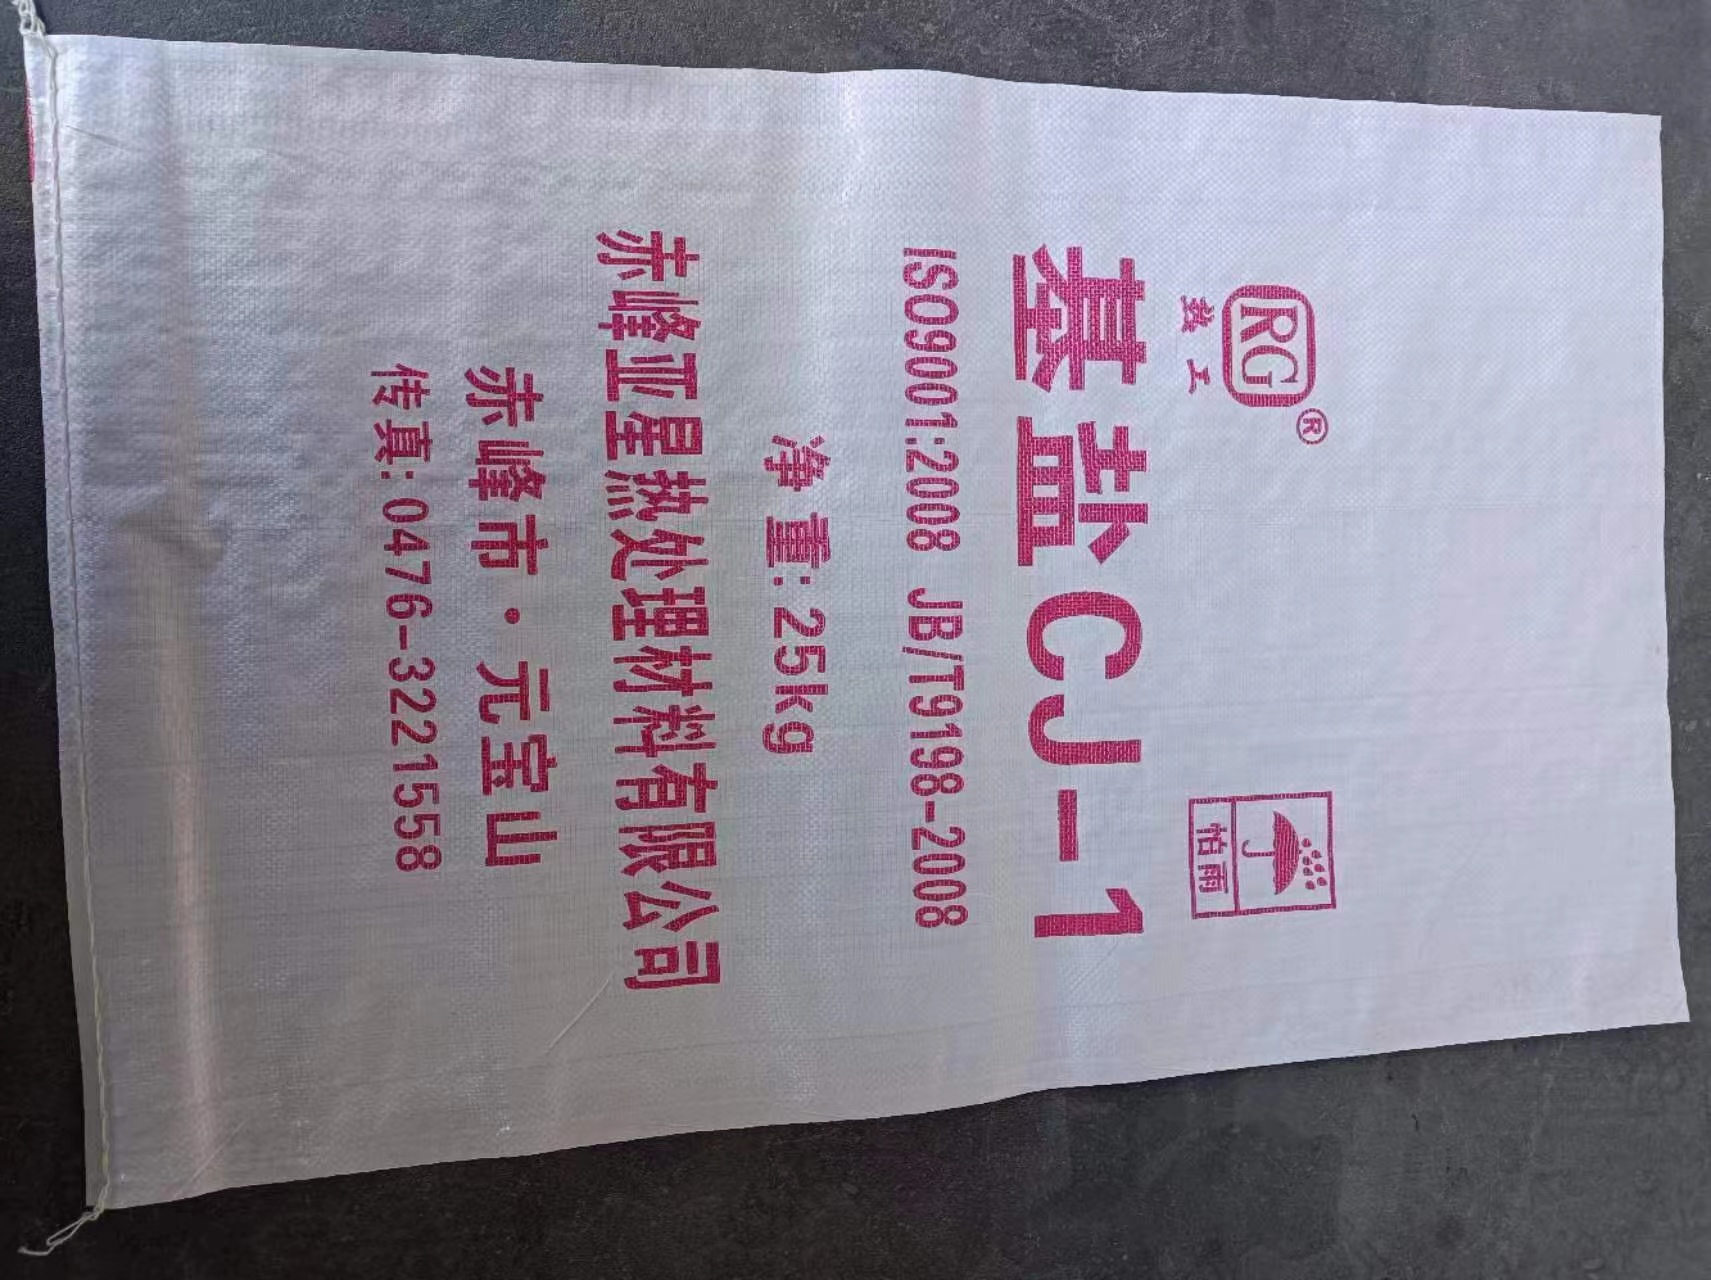 RG®
热工
怕雨
基盐CJ-1
ISO9001:2008 JB/T9198-2008
净重:25kg
赤峰亚星热处理材料有限公司
赤峰市·元宝山
传真:0476-3221558